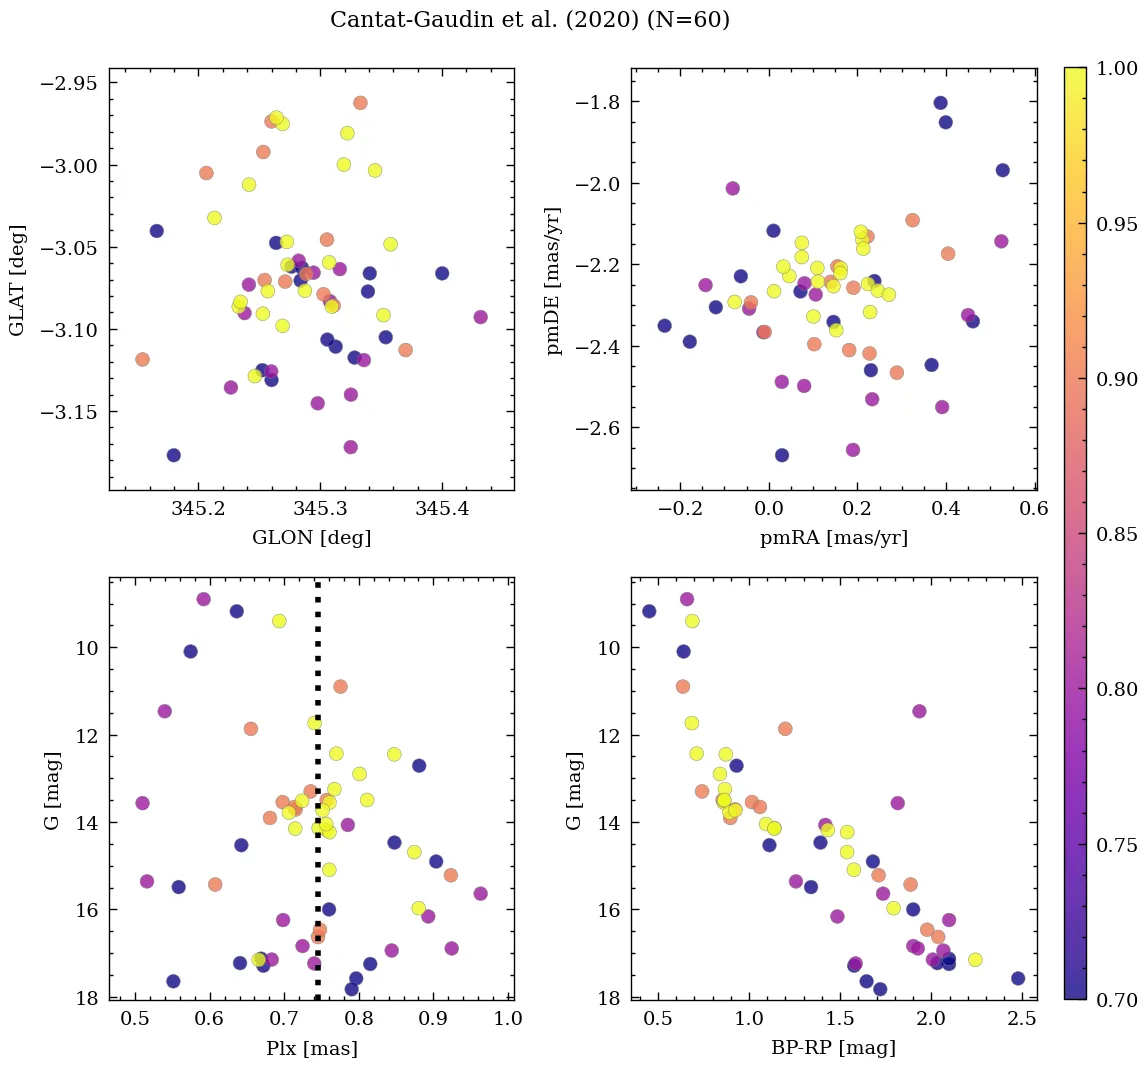 Cantat-Gaudin et al. (2020) (N=60)
−2.95
−3.00
−3.05
−3.10
−3.15
GLAT [deg]
345.2 345.3 345.4
GLON [deg]
−1.8
−2.0
−2.2
−2.4
−2.6
pmDE [mas/yr]
−0.2 0.0 0.2 0.4 0.6
pmRA [mas/yr]
10
12
14
16
18
G [mag]
0.5 0.6 0.7 0.8 0.9 1.0
Plx [mas]
10
12
14
16
18
G [mag]
0.5 1.0 1.5 2.0 2.5
BP-RP [mag]
1.00
0.95
0.90
0.85
0.80
0.75
0.70